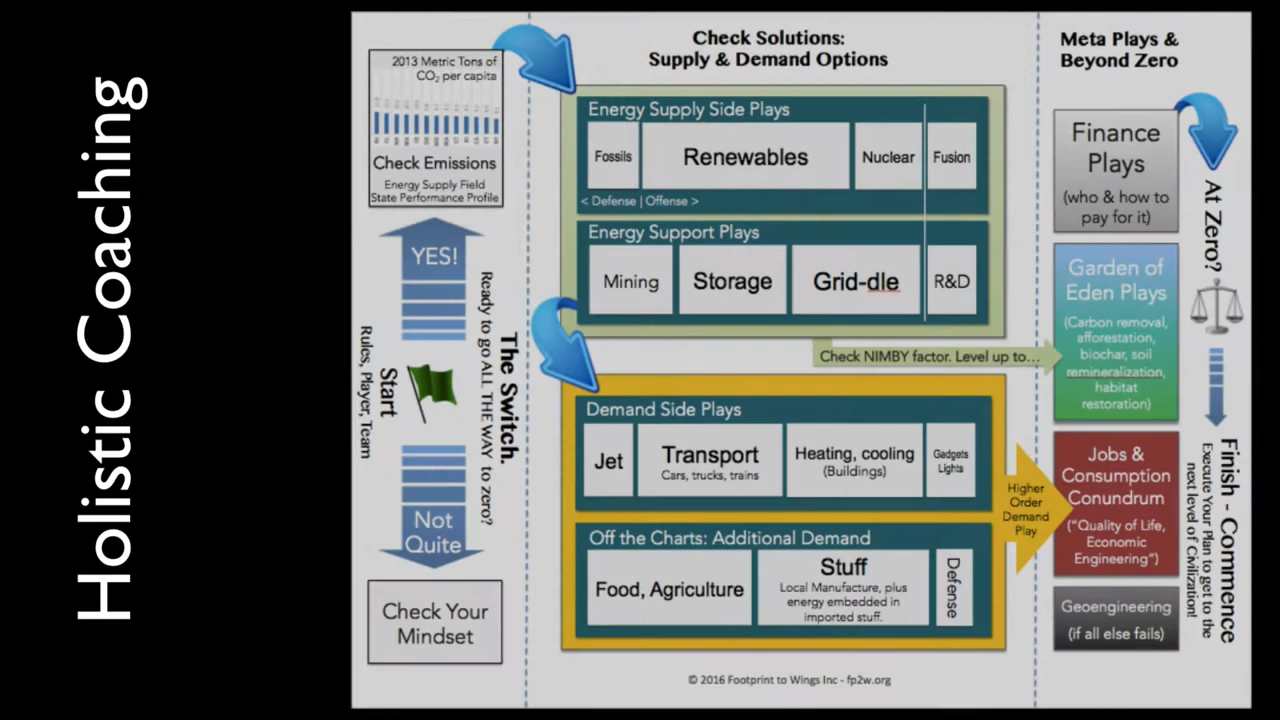 Holistic Coaching
2013 Metric Tons of
CO2 per capita
Check Emissions
Energy Supply Field
State Performance Profile
YES!
Ready to go ALL THE WAY to zero?
The Switch.
Start
Rules, Player, Team
Not
Quite
Check Your
Mindset
Check Solutions:
Supply & Demand Options
Energy Supply Side Plays
Fossils
Renewables
Nuclear
Fusion
< Defense | Offense >
Energy Support Plays
Mining
Storage
Grid-dle
R&D
Check NIMBY factor. Level up to...
Demand Side Plays
Jet
Transport
Cars, trucks, trains
Heating, cooling
(Buildings)
Gadgets
Lights
Off the Charts: Additional Demand
Food, Agriculture
Stuff
Local Manufacture, plus
energy embedded in
imported stuff.
Defense
Higher
Order
Demand
Play
Meta Plays &
Beyond Zero
Finance
Plays
(who & how to
pay for it)
Garden of
Eden Plays
(Carbon removal,
afforestation,
biochar, soil
remineralization,
habitat
restoration)
Jobs &
Consumption
Conundrum
("Quality of Life,
Economic
Engineering")
Geoengineering
(if all else fails)
At Zero?
Finish - Commence
Execute Your Plan to get to the
next level of Civilization!
© 2016 Footprint to Wings Inc - fp2w.org